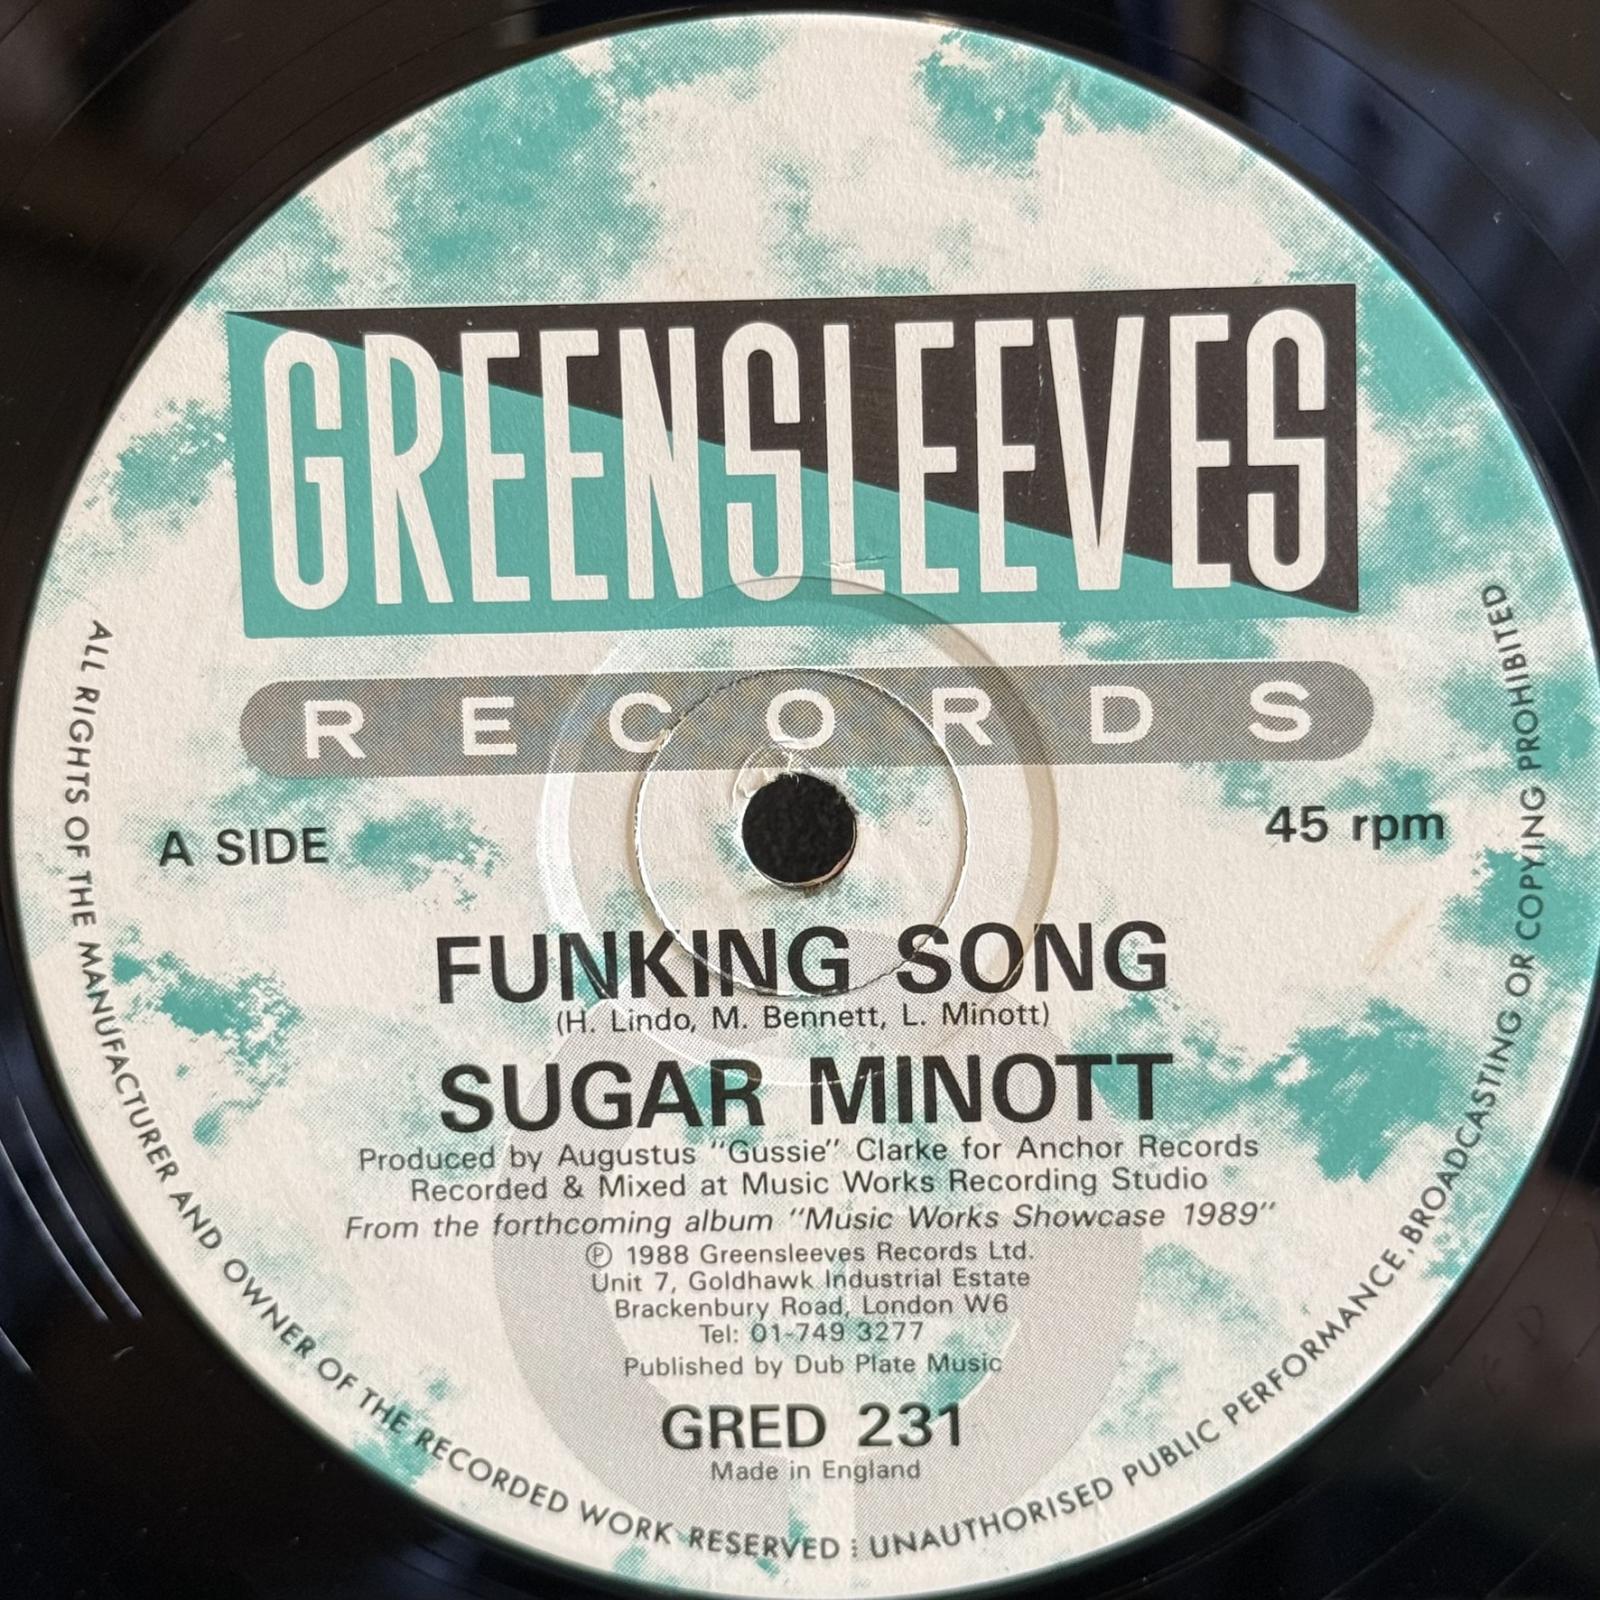 GREENSLEEVES
RECORDS
A SIDE
45 rpm
FUNKING SONG
(H. Lindo, M. Bennett, L. Minott)
SUGAR MINOTT
Produced by Augustus "Gussie" Clarke for Anchor Records
Recorded & Mixed at Music Works Recording Studio
From the forthcoming album "Music Works Showcase 1989"
℗ 1988 Greensleeves Records Ltd.
Unit 7, Goldhawk Industrial Estate
Brackenbury Road, London W6
Tel: 01-749 3277
Published by Dub Plate Music
GRED 231
Made in England
ALL RIGHTS OF THE MANUFACTURER AND OWNER OF THE RECORDED WORK RESERVED : UNAUTHORISED PUBLIC PERFORMANCE, BROADCASTING OR COPYING PROHIBITED